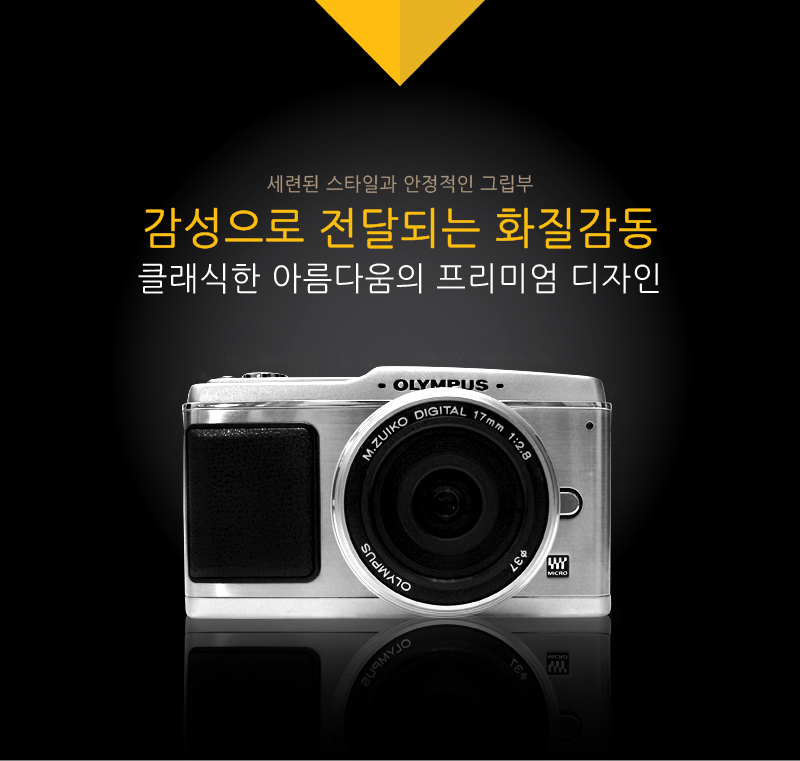 세련된 스타일과 안정적인 그립부
감성으로 전달되는 화질감동
클래식한 아름다움의 프리미엄 디자인
• OLYMPUS •
M.ZUIKO DIGITAL 17mm 1:2.8
OLYMPUS
ø37
MICRO